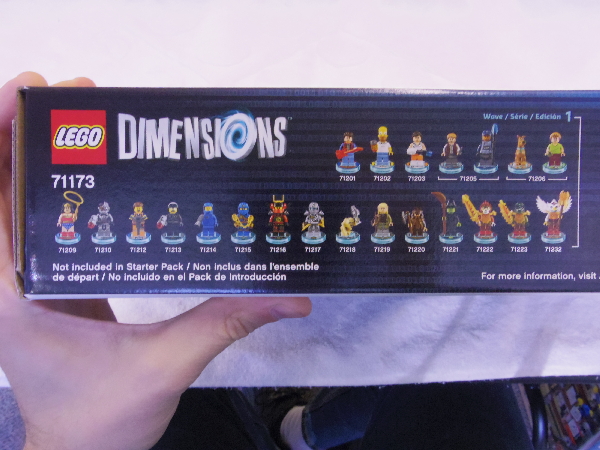 LEGO DIMENSIONS™
Wave / Série / Edición 1
71173
71201 71202 71203 71205 71206
71209 71210 71212 71213 71214 71215 71216 71217 71218 71219 71220 71221 71222 71223 71232
Not included in Starter Pack / Non inclus dans l'ensemble
de départ / No incluido en el Pack de introducción
For more information, visit